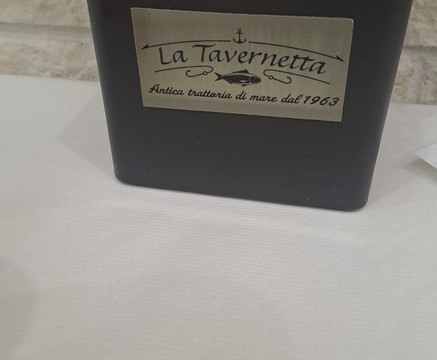 La Tavernetta
Antica trattoria di mare dal 1963